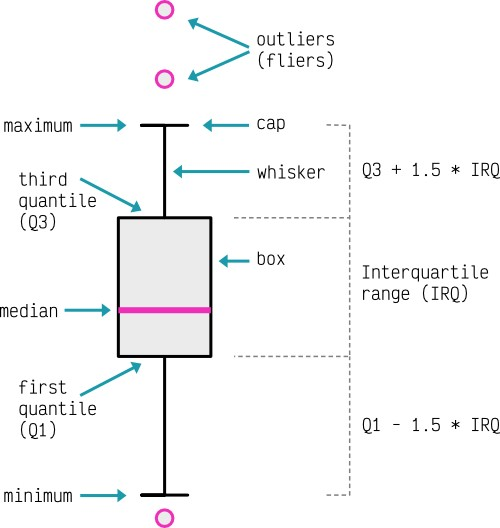 outliers
(fliers)
maximum
cap
whisker
Q3 + 1.5 * IRQ
third
quantile
(Q3)
box
Interquartile
range (IRQ)
median
first
quantile
(Q1)
Q1 - 1.5 * IRQ
minimum